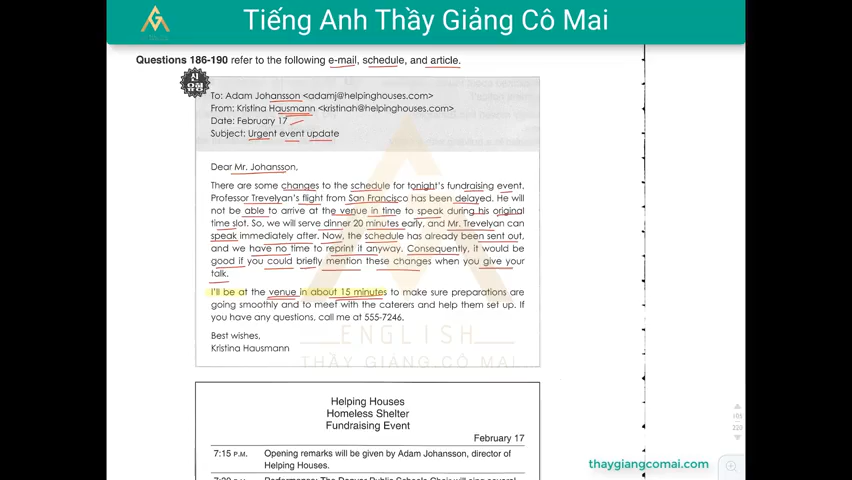 Tiếng Anh Thầy Giảng Cô Mai
Questions 186-190 refer to the following e-mail, schedule, and article.
To: Adam Johansson <adamj@helpinghouses.com>
From: Kristina Hausmann <kristinah@helpinghouses.com>
Date: February 17
Subject: Urgent event update
Dear Mr. Johansson,
There are some changes to the schedule for tonight's fundraising event.
Professor Trevelyan's flight from San Francisco has been delayed. He will
not be able to arrive at the venue in time to speak during his original
time slot. So, we will serve dinner 20 minutes early, and Mr. Trevelyan can
speak immediately after. Now, the schedule has already been sent out,
and we have no time to reprint it anyway. Consequently, it would be
good if you could briefly mention these changes when you give your
talk.
I'll be at the venue in about 15 minutes to make sure preparations are
going smoothly and to meet with the caterers and help them set up. If
you have any questions, call me at 555-7246.
Best wishes,
Kristina Hausmann
ENGLISH
THẦY GIẢNG CÔ MAI
Helping Houses
Homeless Shelter
Fundraising Event
February 17
7:15 P.M. Opening remarks will be given by Adam Johansson, director of
Helping Houses.
thaygiangcomai.com